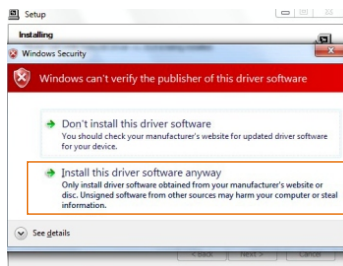 Setup
Installing
Windows Security
Windows can't verify the publisher of this driver software
Don't install this driver software
You should check your manufacturer's website for updated driver software
for your device.
Install this driver software anyway
Only install driver software obtained from your manufacturer's website or
disc. Unsigned software from other sources may harm your computer or steal
information.
See details
< Back Next > Cancel